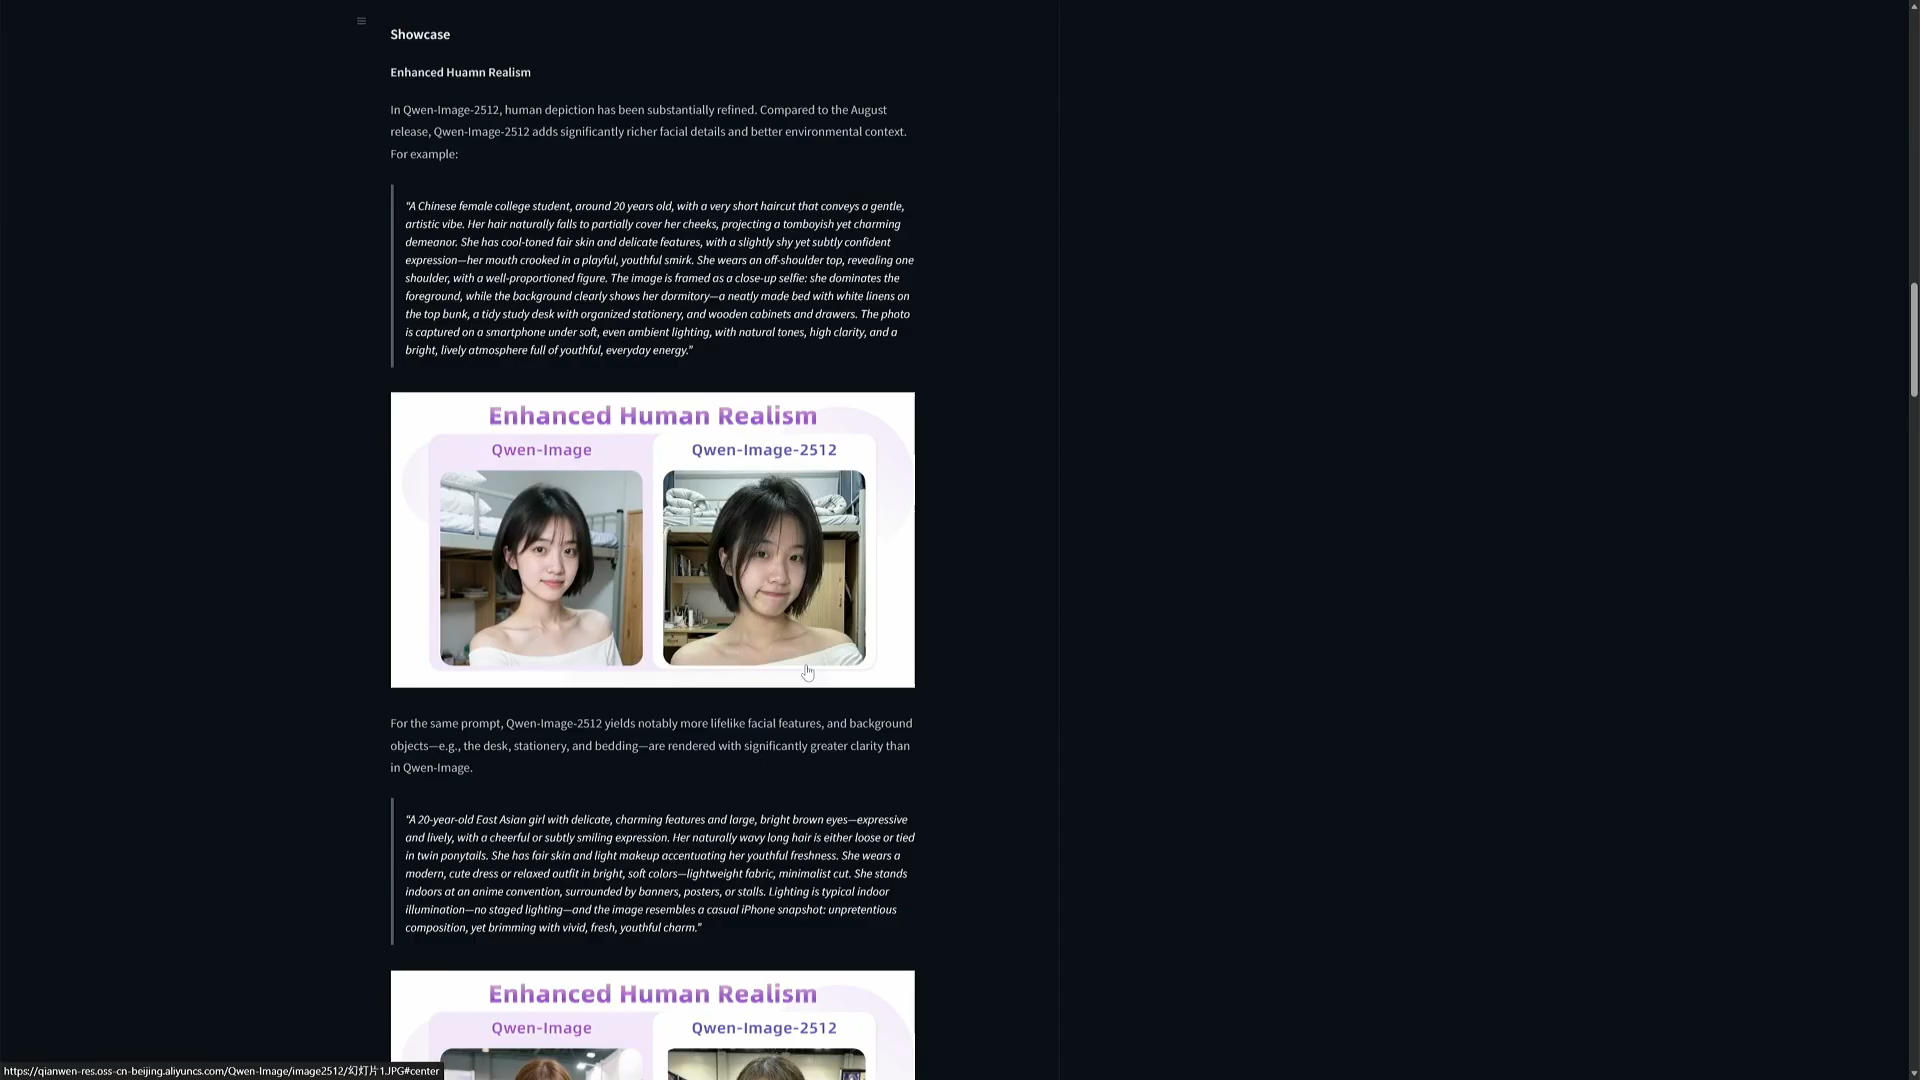 Showcase
Enhanced Huamn Realism
In Qwen-Image-2512, human depiction has been substantially refined. Compared to the August
release, Qwen-Image-2512 adds significantly richer facial details and better environmental context.
For example:
“A Chinese female college student, around 20 years old, with a very short haircut that conveys a gentle,
artistic vibe. Her hair naturally falls to partially cover her cheeks, projecting a tomboyish yet charming
demeanor. She has cool-toned fair skin and delicate features, with a slightly shy yet subtly confident
expression—her mouth crooked in a playful, youthful smirk. She wears an off-shoulder top, revealing one
shoulder, with a well-proportioned figure. The image is framed as a close-up selfie: she dominates the
foreground, while the background clearly shows her dormitory—a neatly made bed with white linens on
the top bunk, a tidy study desk with organized stationery, and wooden cabinets and drawers. The photo
is captured on a smartphone under soft, even ambient lighting, with natural tones, high clarity, and a
bright, lively atmosphere full of youthful, everyday energy.”
Enhanced Human Realism
Qwen-Image
Qwen-Image-2512
For the same prompt, Qwen-Image-2512 yields notably more lifelike facial features, and background
objects—e.g., the desk, stationery, and bedding—are rendered with significantly greater clarity than
in Qwen-Image.
“A 20-year-old East Asian girl with delicate, charming features and large, bright brown eyes—expressive
and lively, with a cheerful or subtly smiling expression. Her naturally wavy long hair is either loose or tied
in twin ponytails. She has fair skin and light makeup accentuating her youthful freshness. She wears a
modern, cute dress or relaxed outfit in bright, soft colors—lightweight fabric, minimalist cut. She stands
indoors at an anime convention, surrounded by banners, posters, or stalls. Lighting is typical indoor
illumination—no staged lighting—and the image resembles a casual iPhone snapshot: unpretentious
composition, yet brimming with vivid, fresh, youthful charm.”
Enhanced Human Realism
Qwen-Image
Qwen-Image-2512
https://qianwen-res.oss-cn-beijing.aliyuncs.com/Qwen-Image/image2512/幻灯片1.JPG#center